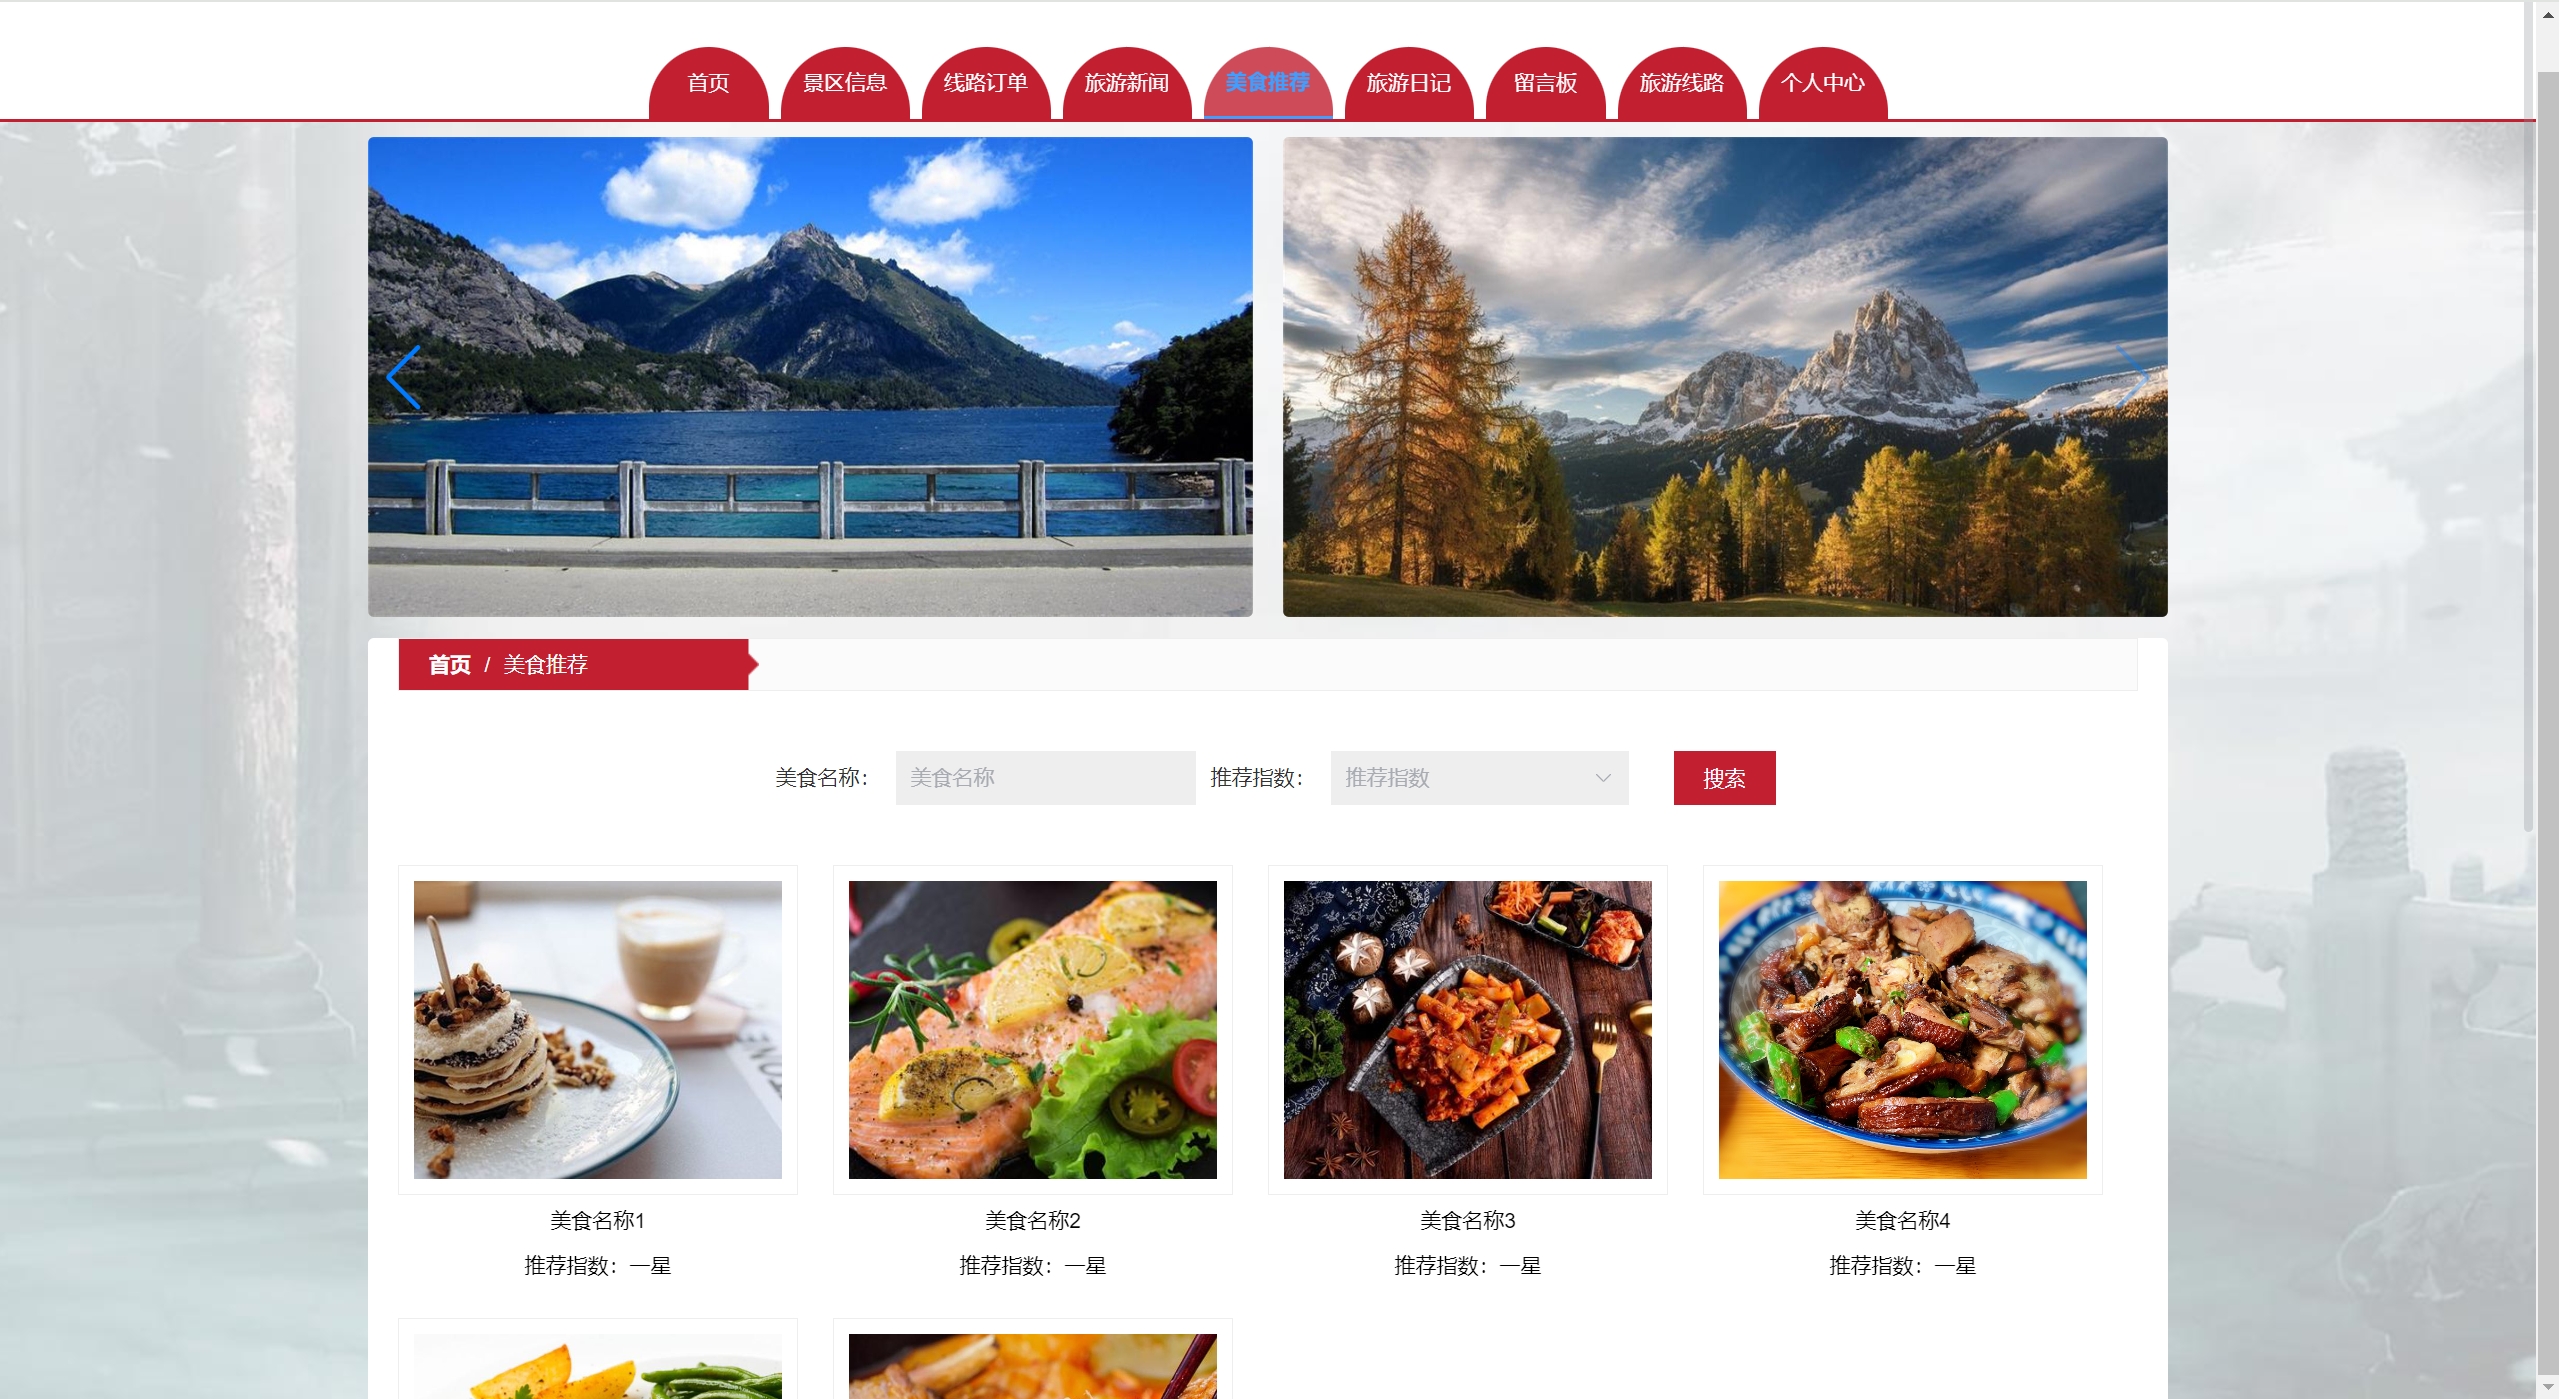 首页 景区信息 线路订单 旅游新闻 美食推荐 旅游日记 留言板 旅游线路 个人中心
首页 / 美食推荐
美食名称： 美食名称 推荐指数： 推荐指数 搜索
美食名称1 美食名称2 美食名称3 美食名称4
推荐指数：一星 推荐指数：一星 推荐指数：一星 推荐指数：一星